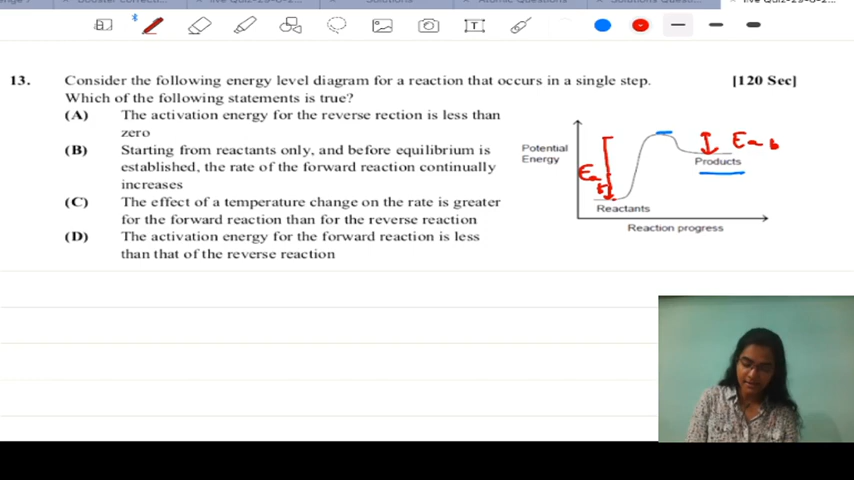 13. Consider the following energy level diagram for a reaction that occurs in a single step. [120 Sec]
Which of the following statements is true?
(A) The activation energy for the reverse rection is less than
zero
(B) Starting from reactants only, and before equilibrium is
established, the rate of the forward reaction continually
increases
(C) The effect of a temperature change on the rate is greater
for the forward reaction than for the reverse reaction
(D) The activation energy for the forward reaction is less
than that of the reverse reaction
Potential
Energy
Ea f
Ea b
Products
Reactants
Reaction progress